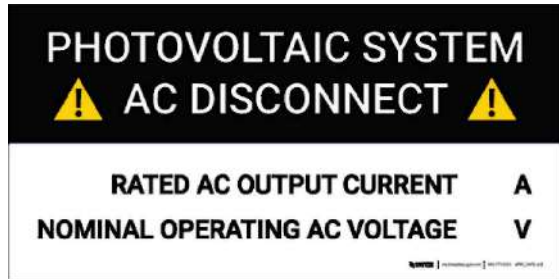 PHOTOVOLTAIC SYSTEM
AC DISCONNECT
RATED AC OUTPUT CURRENT A
NOMINAL OPERATING AC VOLTAGE V